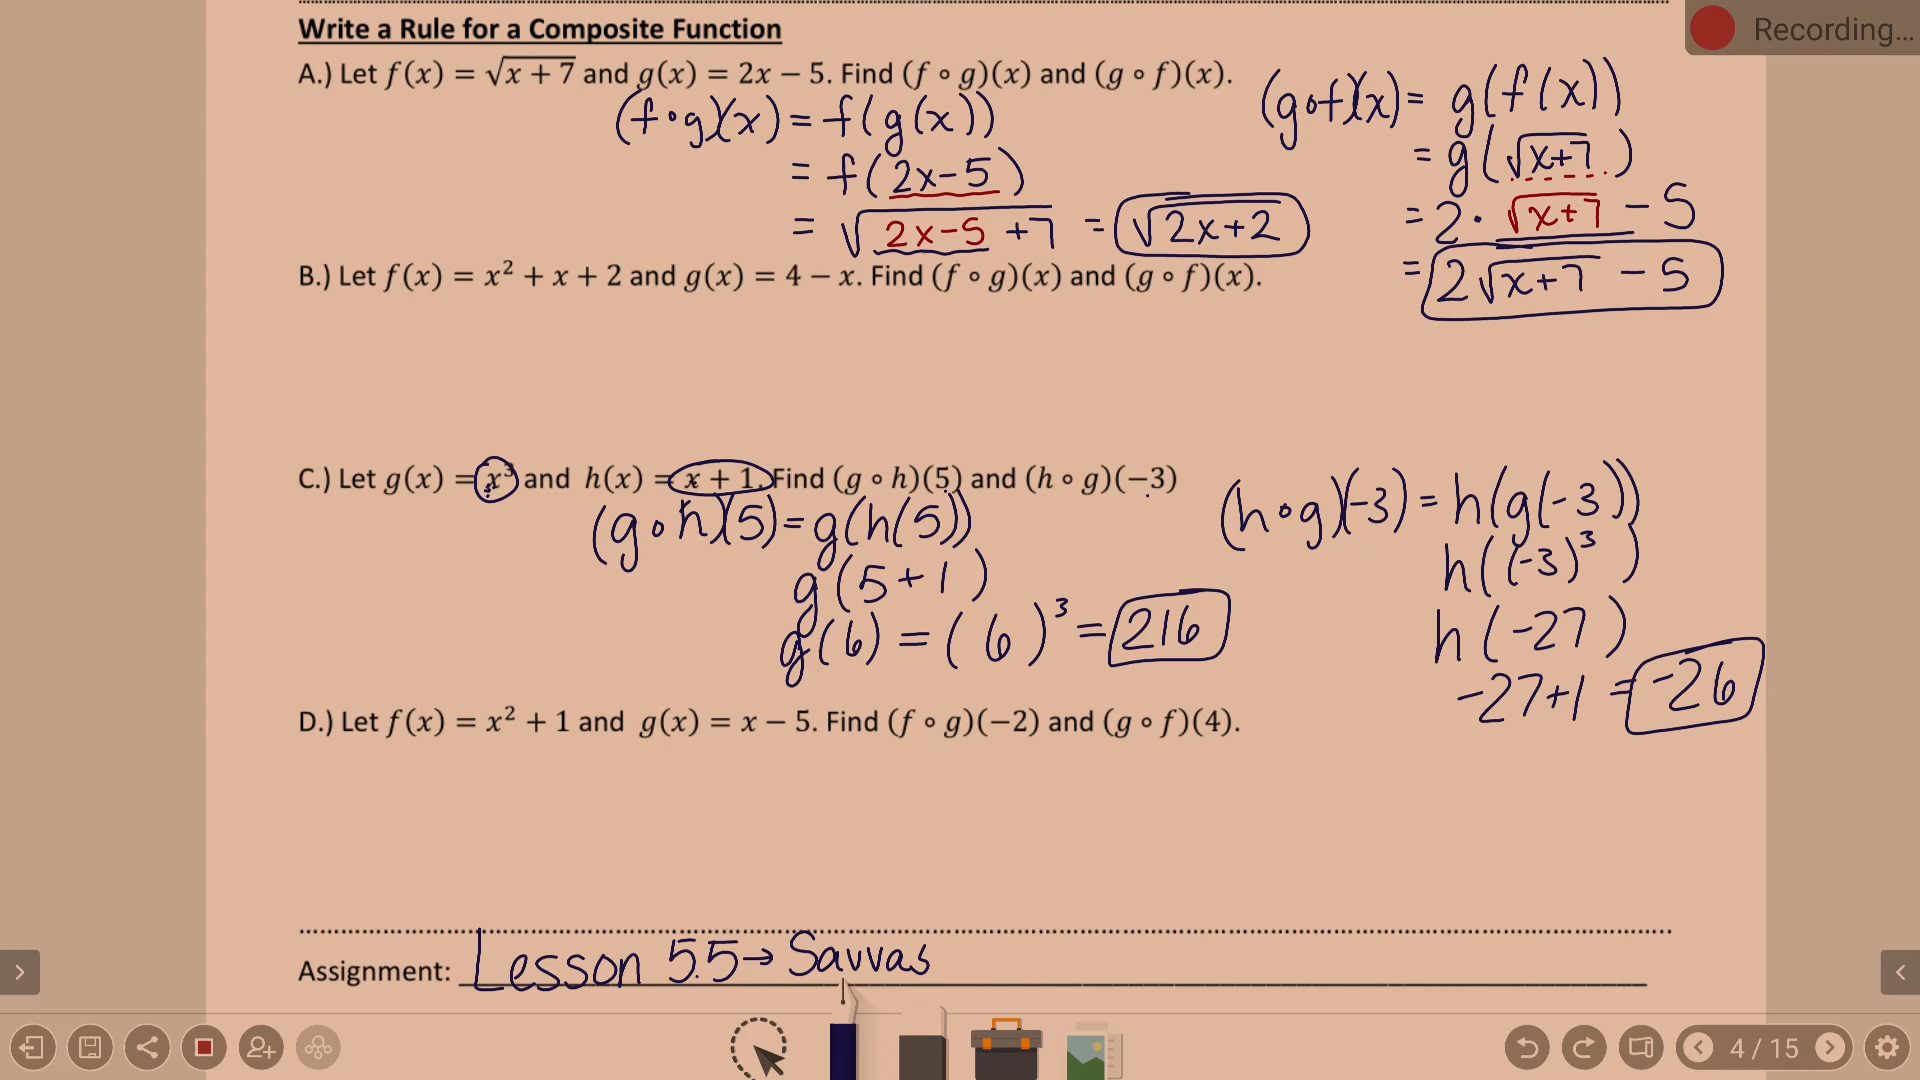 Recording...
Write a Rule for a Composite Function
A.) Let f(x) = √(x + 7) and g(x) = 2x − 5. Find (f ∘ g)(x) and (g ∘ f)(x).
(f∘g)(x) = f(g(x))
= f(2x−5)
= √(2x−5 +7) = √(2x+2)
(g∘f)(x) = g(f(x))
= g(√(x+7))
= 2·√(x+7) − 5
= 2√(x+7) − 5
B.) Let f(x) = x² + x + 2 and g(x) = 4 − x. Find (f ∘ g)(x) and (g ∘ f)(x).
C.) Let g(x) = x³ and h(x) = x + 1. Find (g ∘ h)(5) and (h ∘ g)(−3)
(g∘h)(5) = g(h(5))
g(5+1)
g(6) = (6)³ = 216
(h∘g)(−3) = h(g(−3))
h((−3)³)
h(−27)
−27+1 = −26
D.) Let f(x) = x² + 1 and g(x) = x − 5. Find (f ∘ g)(−2) and (g ∘ f)(4).
Assignment: Lesson 5.5→ Savvas
4 / 15